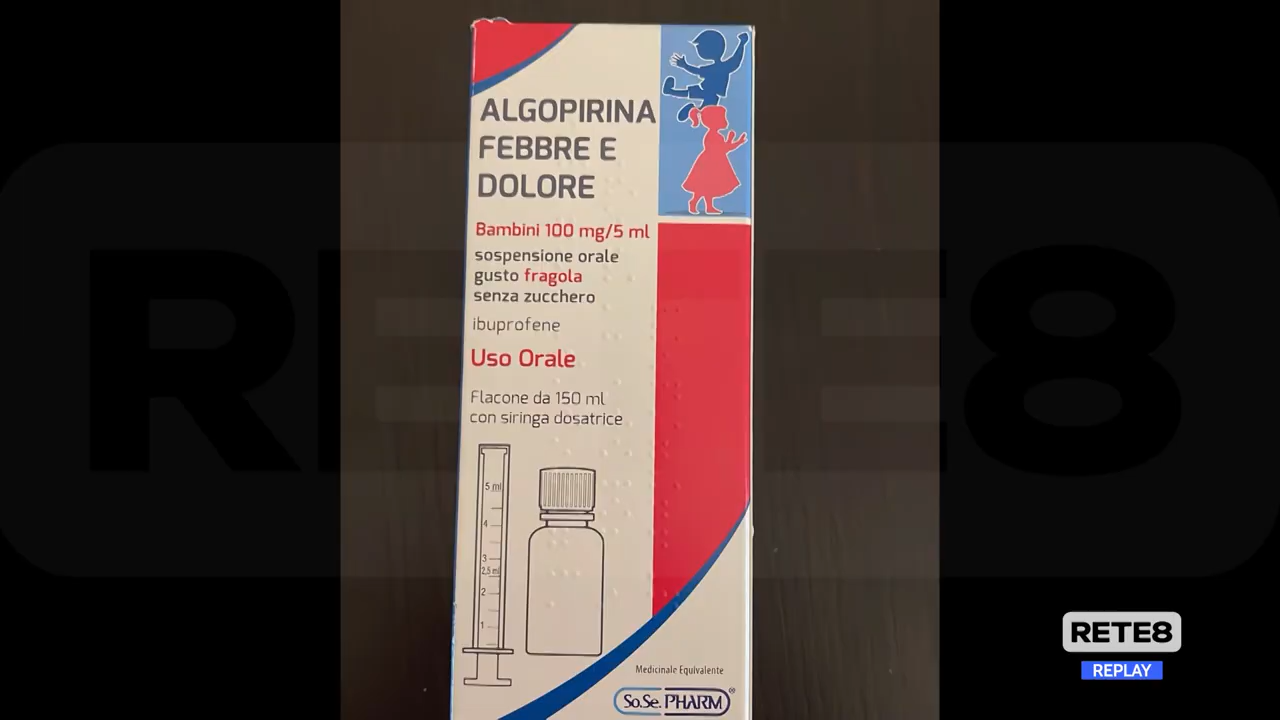 ALGOPIRINA
FEBBRE E
DOLORE
Bambini 100 mg/5 ml
sospensione orale
gusto fragola
senza zucchero
ibuprofene
Uso Orale
Flacone da 150 ml
con siringa dosatrice
5 ml
4
3
2,5 ml
2
1
Medicinale Equivalente
So.Se. PHARM®
RETE8
RETE8
REPLAY